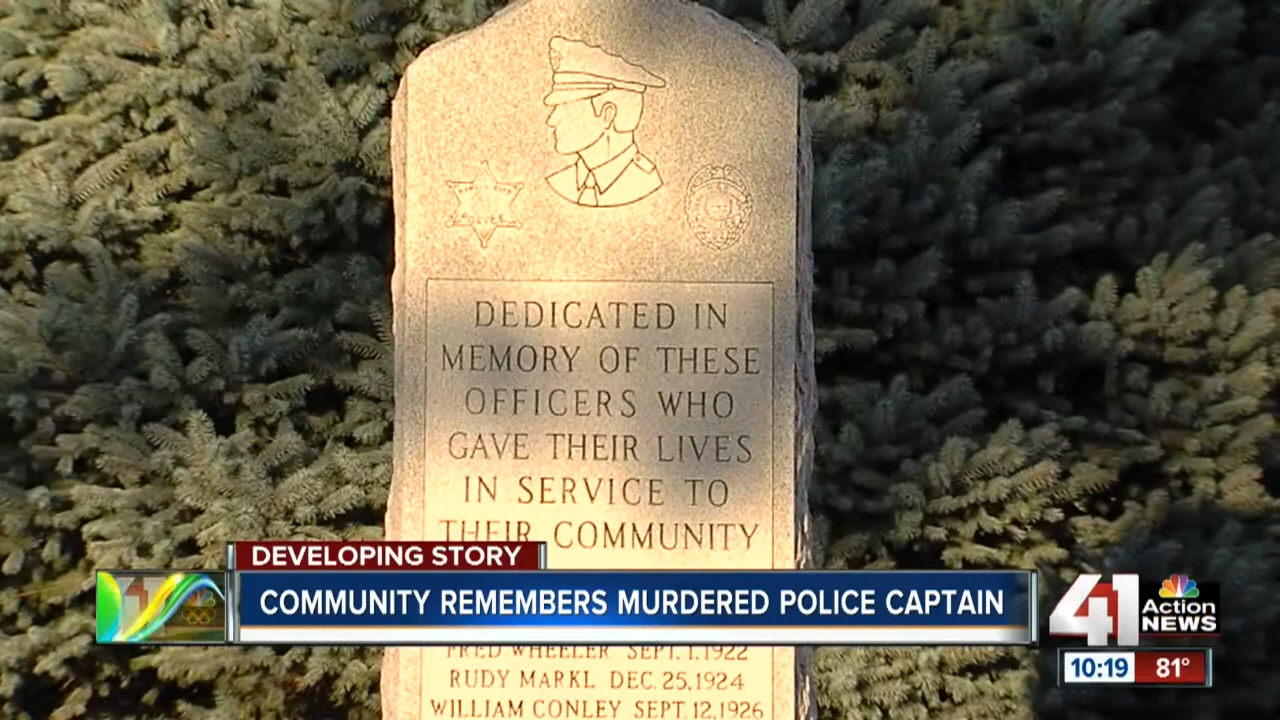 DEDICATED IN
MEMORY OF THESE
OFFICERS WHO
GAVE THEIR LIVES
IN SERVICE TO
THEIR COMMUNITY
DEVELOPING STORY
COMMUNITY REMEMBERS MURDERED POLICE CAPTAIN
41 Action
NEWS
10:19 81°
FRED WHEELER SEPT. 1, 1922
RUDY MARKL DEC. 25, 1924
WILLIAM CONLEY SEPT. 12, 1926